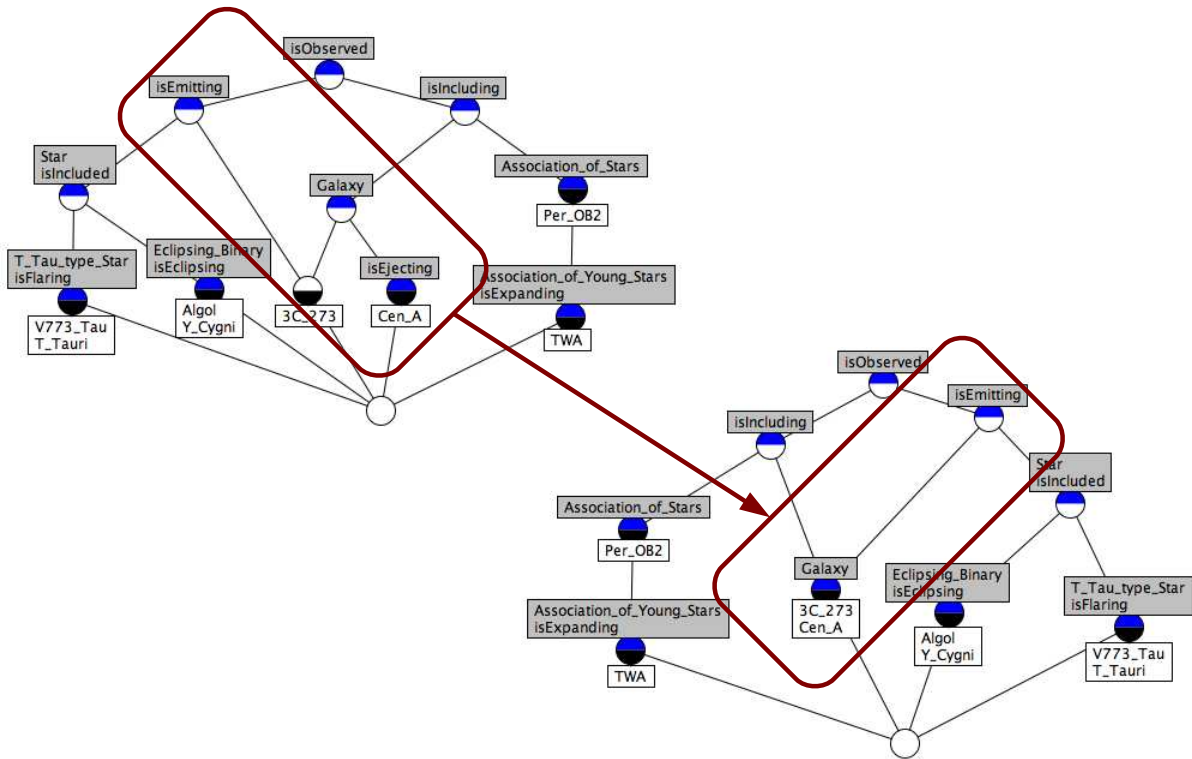 isObserved
isEmitting
isIncluding
Star
isIncluded
Association_of_Stars
Galaxy
Per_OB2
T_Tau_type_Star
isFlaring
Eclipsing_Binary
isEclipsing
isEjecting
Association_of_Young_Stars
isExpanding
V773_Tau
T_Tauri
Algol
Y_Cygni
3C_273
Cen_A
TWA
isObserved
isEmitting
isIncluding
Star
isIncluded
Association_of_Stars
Per_OB2
Galaxy
Eclipsing_Binary
isEclipsing
T_Tau_type_Star
isFlaring
Association_of_Young_Stars
isExpanding
3C_273
Cen_A
Algol
Y_Cygni
V773_Tau
T_Tauri
TWA